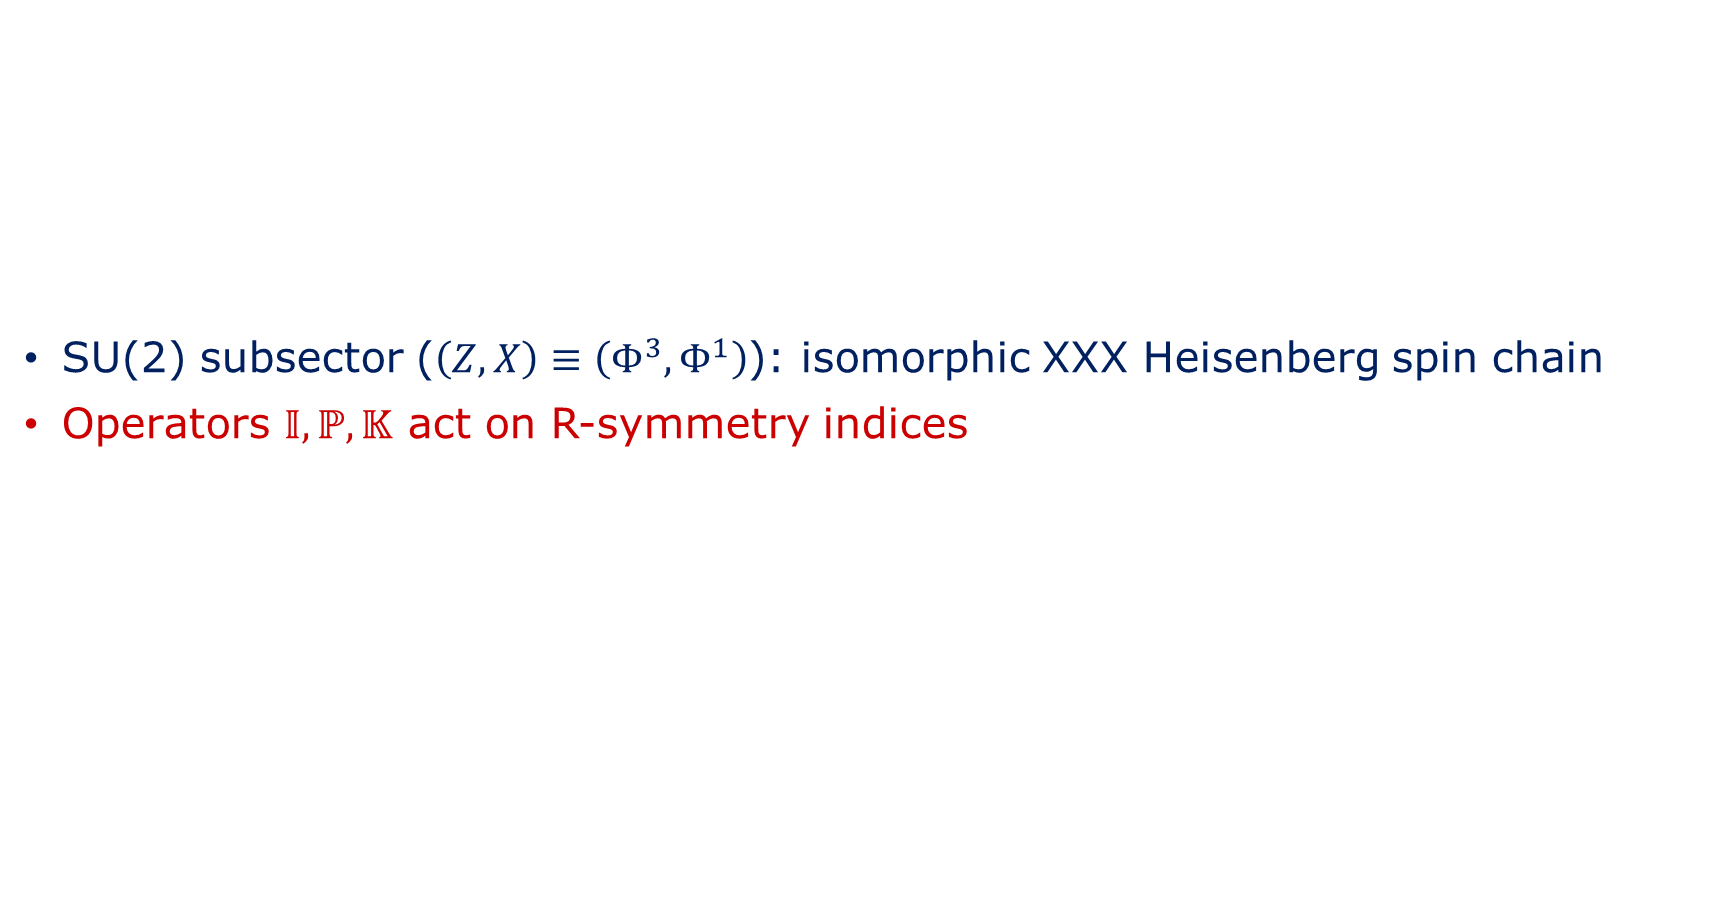 • SU(2) subsector ((𝑍, 𝑋) ≡ (Φ³, Φ¹)): isomorphic XXX Heisenberg spin chain
• Operators 𝕀, ℙ, 𝕂 act on R-symmetry indices